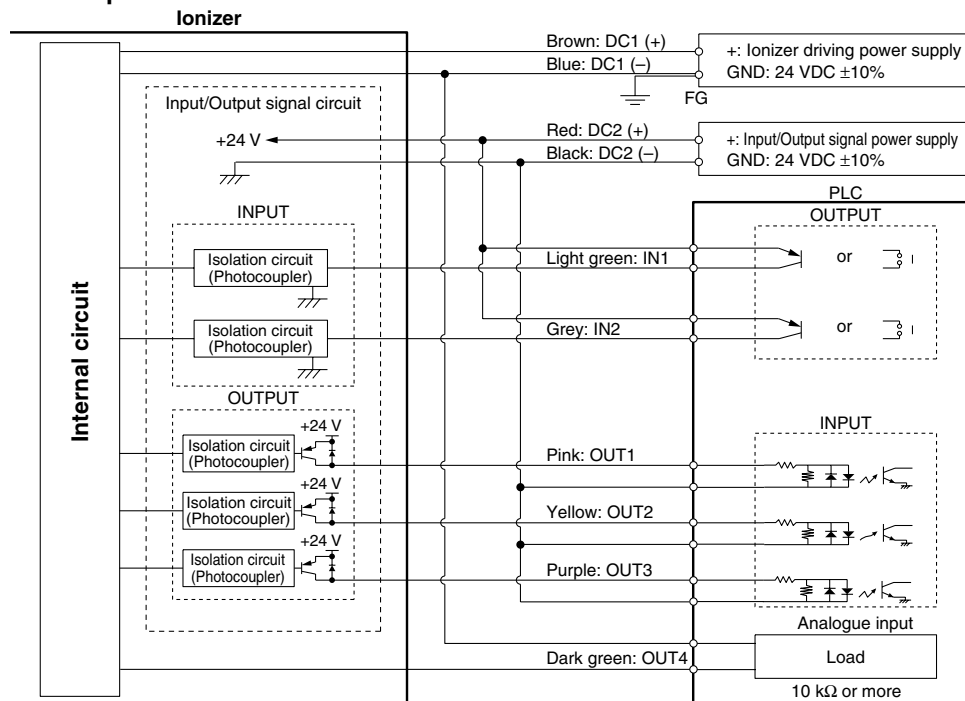 Ionizer
Brown: DC1 (+)
Blue: DC1 (–)
+: Ionizer driving power supply
GND: 24 VDC ±10%
FG
Input/Output signal circuit
+24 V
Red: DC2 (+)
Black: DC2 (–)
+: Input/Output signal power supply
GND: 24 VDC ±10%
PLC
INPUT
OUTPUT
Isolation circuit
(Photocoupler)
Light green: IN1
or
Isolation circuit
(Photocoupler)
Grey: IN2
or
Internal circuit
OUTPUT
INPUT
+24 V
Isolation circuit
(Photocoupler)
Pink: OUT1
+24 V
Isolation circuit
(Photocoupler)
Yellow: OUT2
+24 V
Isolation circuit
(Photocoupler)
Purple: OUT3
Analogue input
Dark green: OUT4
Load
10 kΩ or more